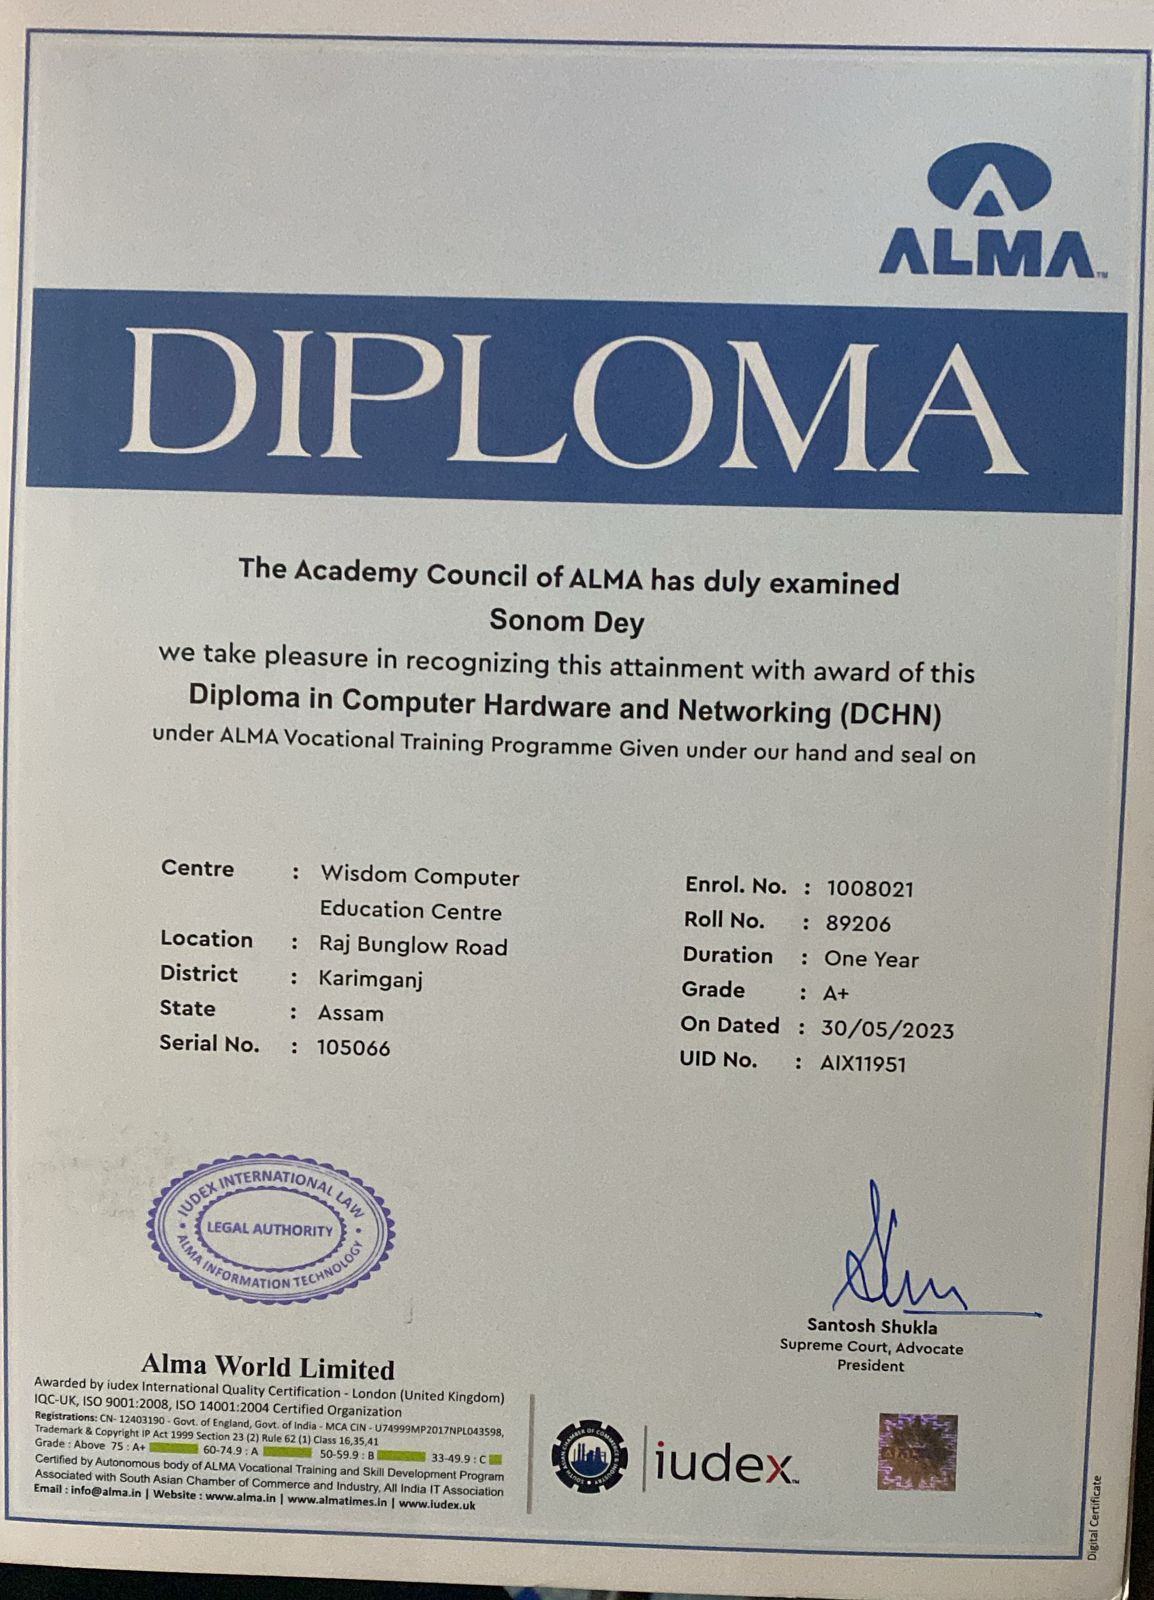 ALMA™
DIPLOMA
The Academy Council of ALMA has duly examined
Sonom Dey
we take pleasure in recognizing this attainment with award of this
Diploma in Computer Hardware and Networking (DCHN)
under ALMA Vocational Training Programme Given under our hand and seal on
Centre : Wisdom Computer
Education Centre
Location : Raj Bunglow Road
District : Karimganj
State : Assam
Serial No. : 105066
Enrol. No. : 1008021
Roll No. : 89206
Duration : One Year
Grade : A+
On Dated : 30/05/2023
UID No. : AIX11951
IUDEX INTERNATIONAL LAW
LEGAL AUTHORITY
ALMA INFORMATION TECHNOLOGY
Santosh Shukla
Supreme Court, Advocate
President
Alma World Limited
Awarded by iudex International Quality Certification - London (United Kingdom)
IQC-UK, ISO 9001:2008, ISO 14001:2004 Certified Organization
Registrations: CN- 12403190 - Govt. of England, Govt. of India - MCA CIN - U74999MP2017NPL043598,
Trademark & Copyright IP Act 1999 Section 23 (2) Rule 62 (1) Class 16,35,41
Grade : Above 75 : A+ 60-74.9 : A 50-59.9 : B 33-49.9 : C
Certified by Autonomous body of ALMA Vocational Training and Skill Development Program
Associated with South Asian Chamber of Commerce and Industry, All India IT Association
Email : info@alma.in | Website : www.alma.in | www.almatimes.in | www.iudex.uk
SOUTH ASIAN CHAMBER OF COMMERCE & INDUSTRY
iudex™
Digital Certificate